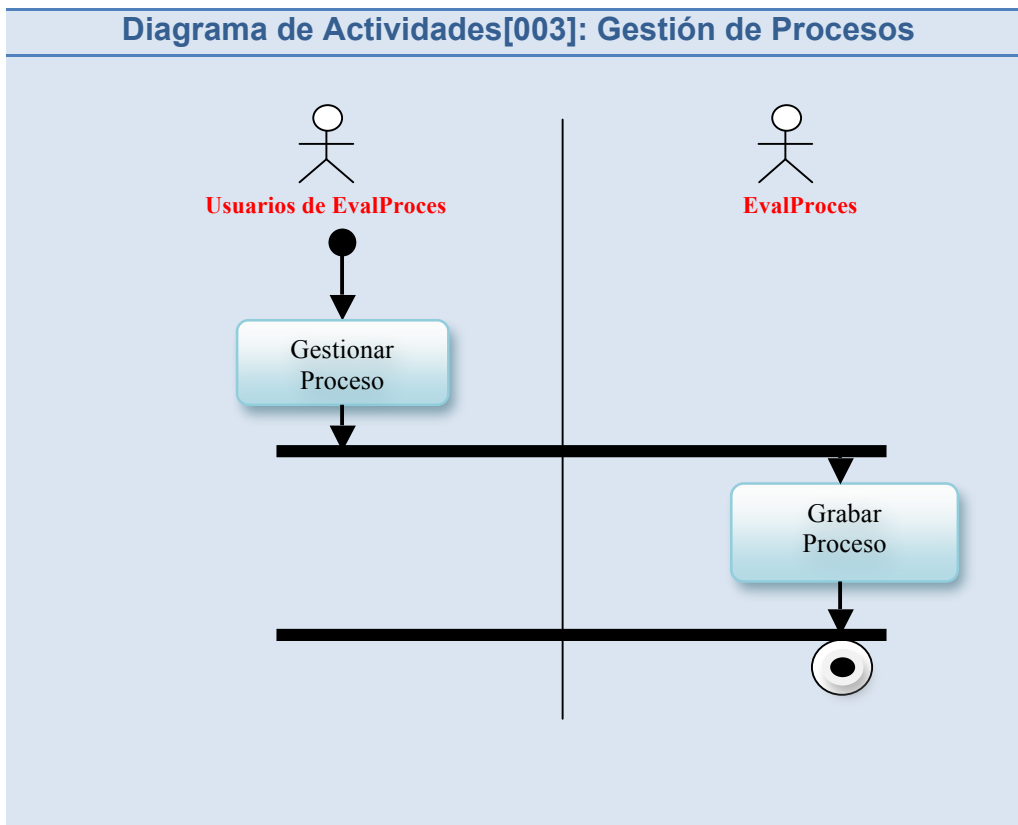 Diagrama de Actividades[003]: Gestión de Procesos
Usuarios de EvalProces
EvalProces
Gestionar
Proceso
Grabar
Proceso